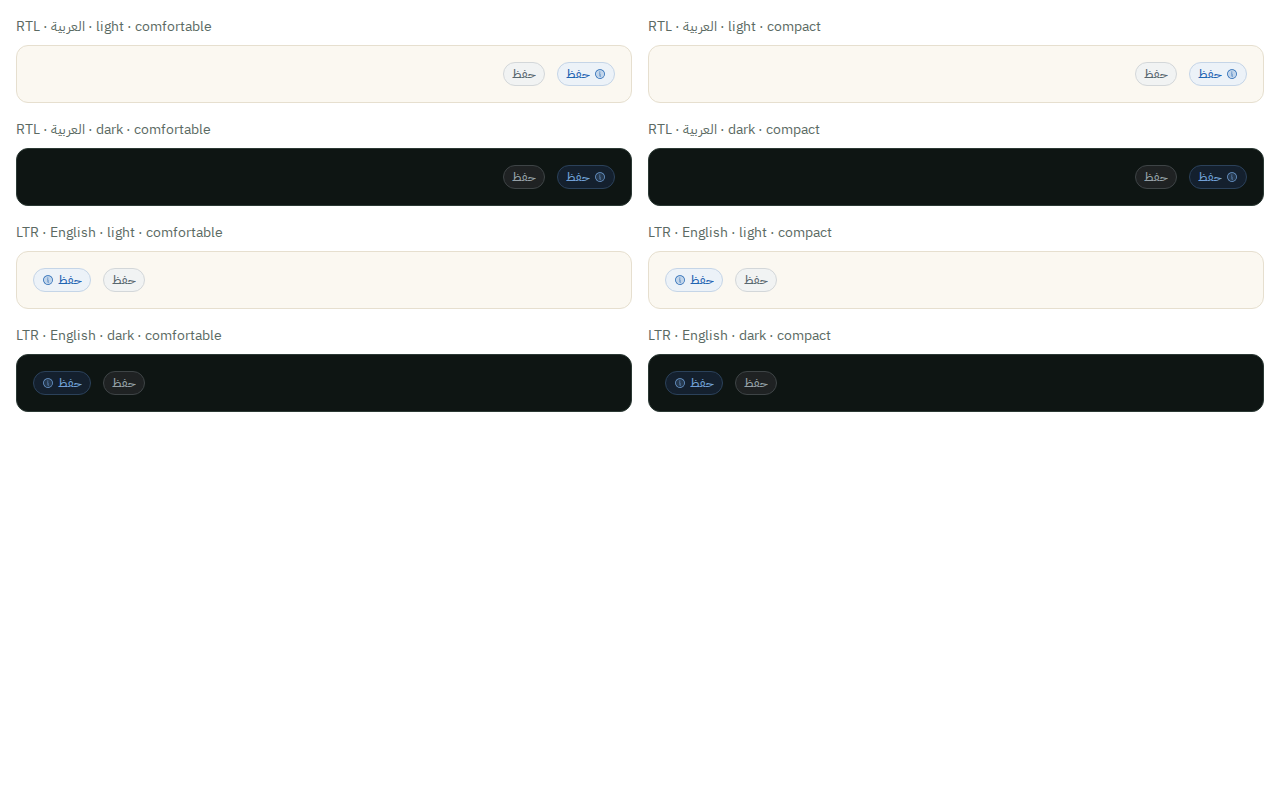 RTL · العربية · light · comfortable
RTL · العربية · light · compact
حفظ حفظ
حفظ حفظ
RTL · العربية · dark · comfortable
RTL · العربية · dark · compact
حفظ حفظ
حفظ حفظ
LTR · English · light · comfortable
LTR · English · light · compact
حفظ حفظ
حفظ حفظ
LTR · English · dark · comfortable
LTR · English · dark · compact
حفظ حفظ
حفظ حفظ